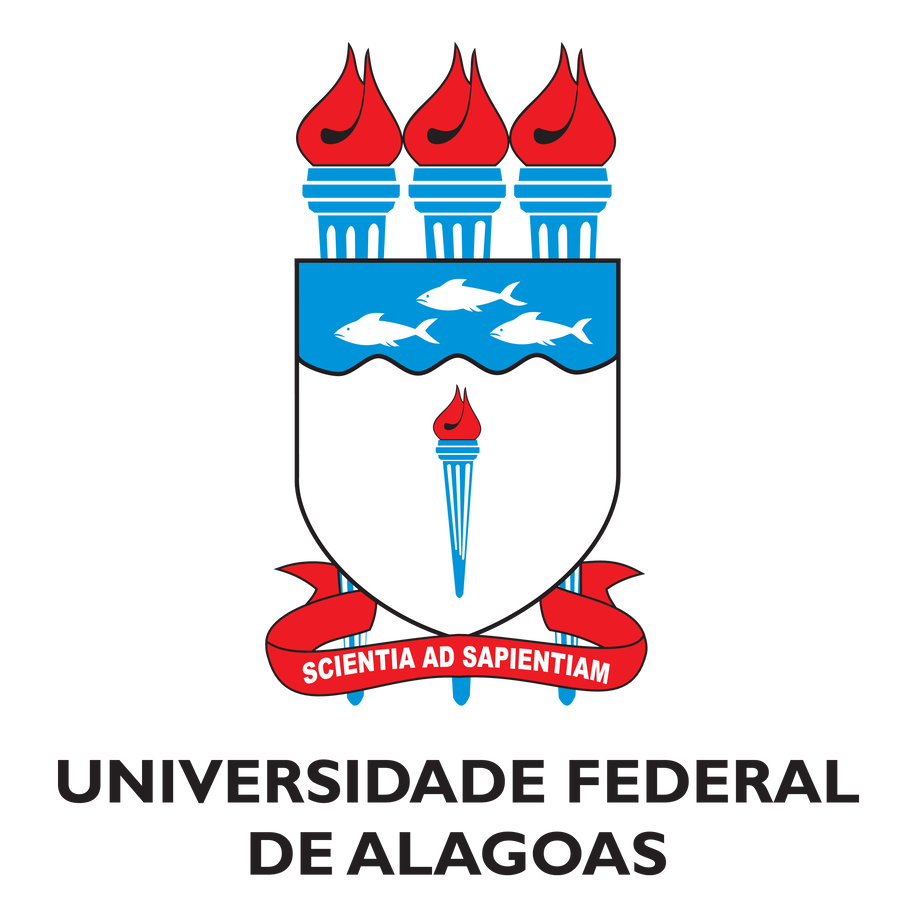 SCIENTIA AD SAPIENTIAM
UNIVERSIDADE FEDERAL
DE ALAGOAS